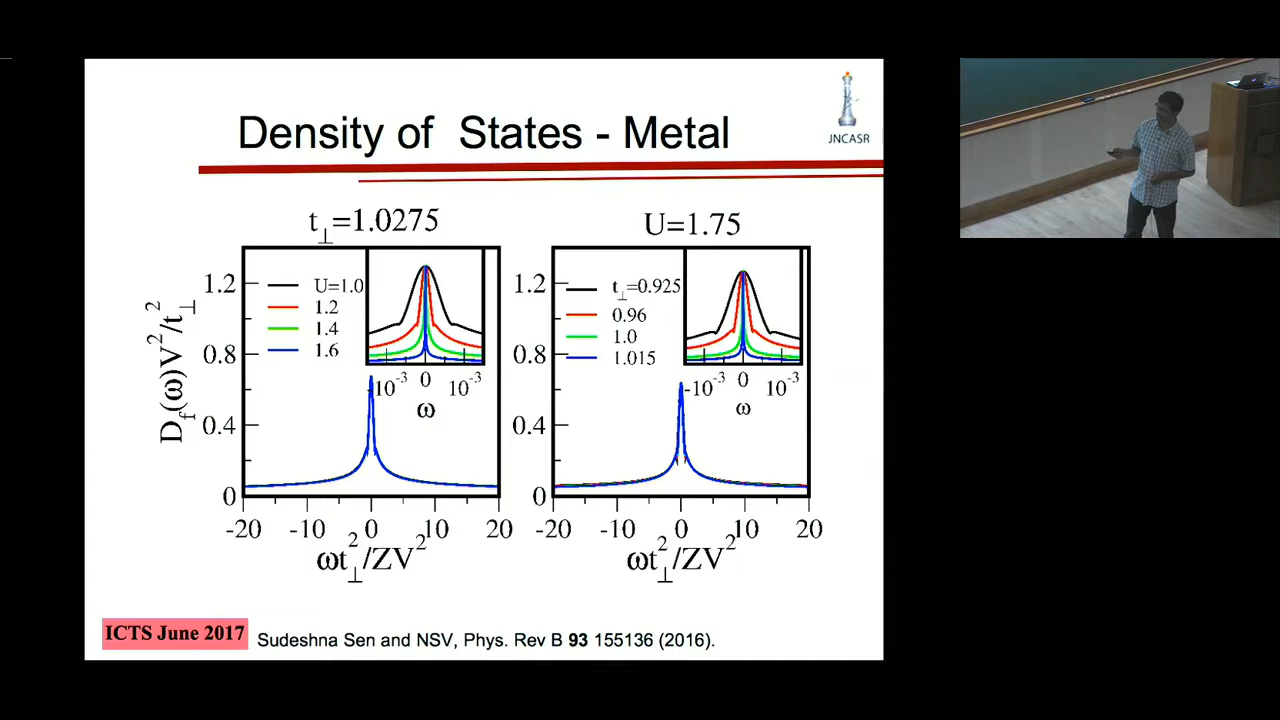 JNCASR
Density of States - Metal
t⊥=1.0275
U=1.75
D_f(ω)V²/t⊥²
1.2
0.8
0.4
0
U=1.0
1.2
1.4
1.6
-10⁻³ 0 10⁻³
ω
-20 -10 0 10 20
ωt⊥²/ZV²
1.2
0.8
0.4
0
t⊥=0.925
0.96
1.0
1.015
-10⁻³ 0 10⁻³
ω
-20 -10 0 10 20
ωt⊥²/ZV²
ICTS June 2017
Sudeshna Sen and NSV, Phys. Rev B 93 155136 (2016).